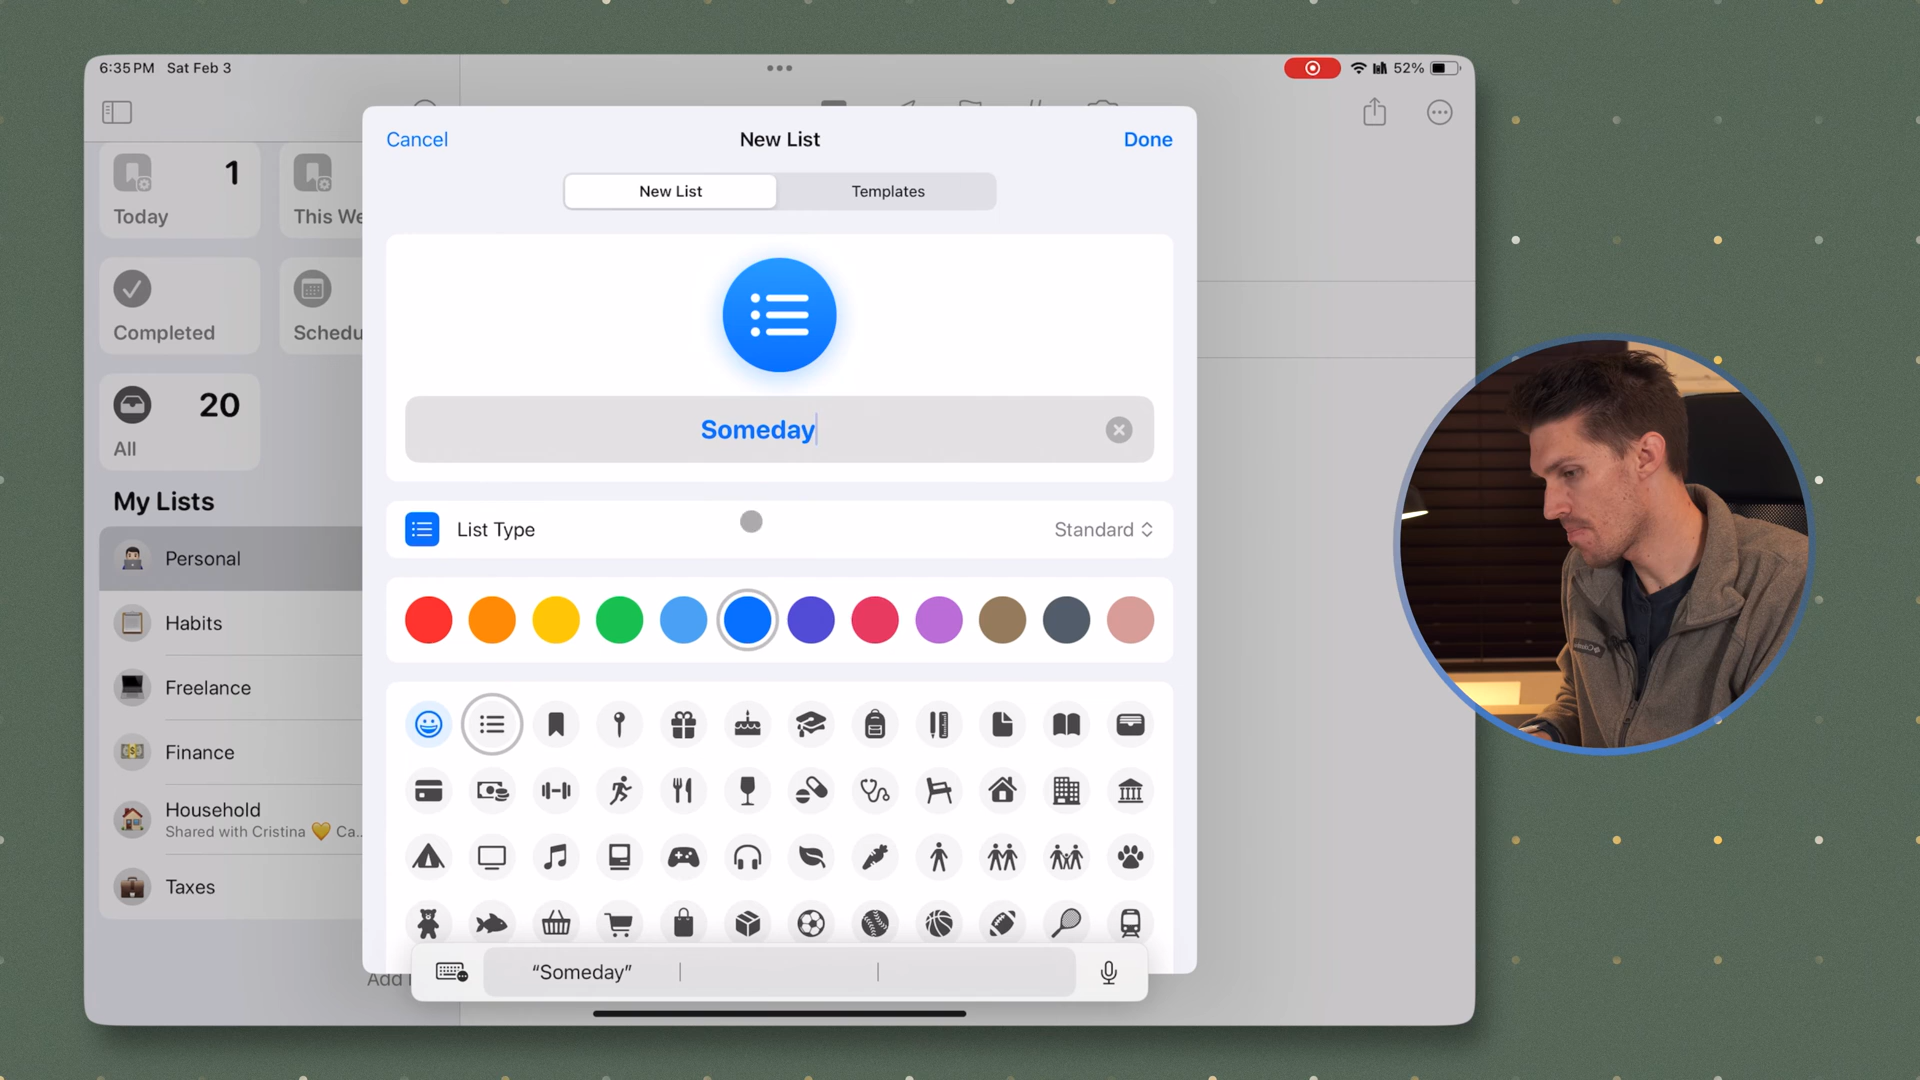 6:35 PM Sat Feb 3
52%
Cancel
New List
Done
New List
Templates
1
Today
This We
Completed
Schedu
20
All
Someday
List Type
Standard
My Lists
Personal
Habits
Freelance
Finance
Household
Shared with Cristina 💛 Ca...
Taxes
Add
“Someday”